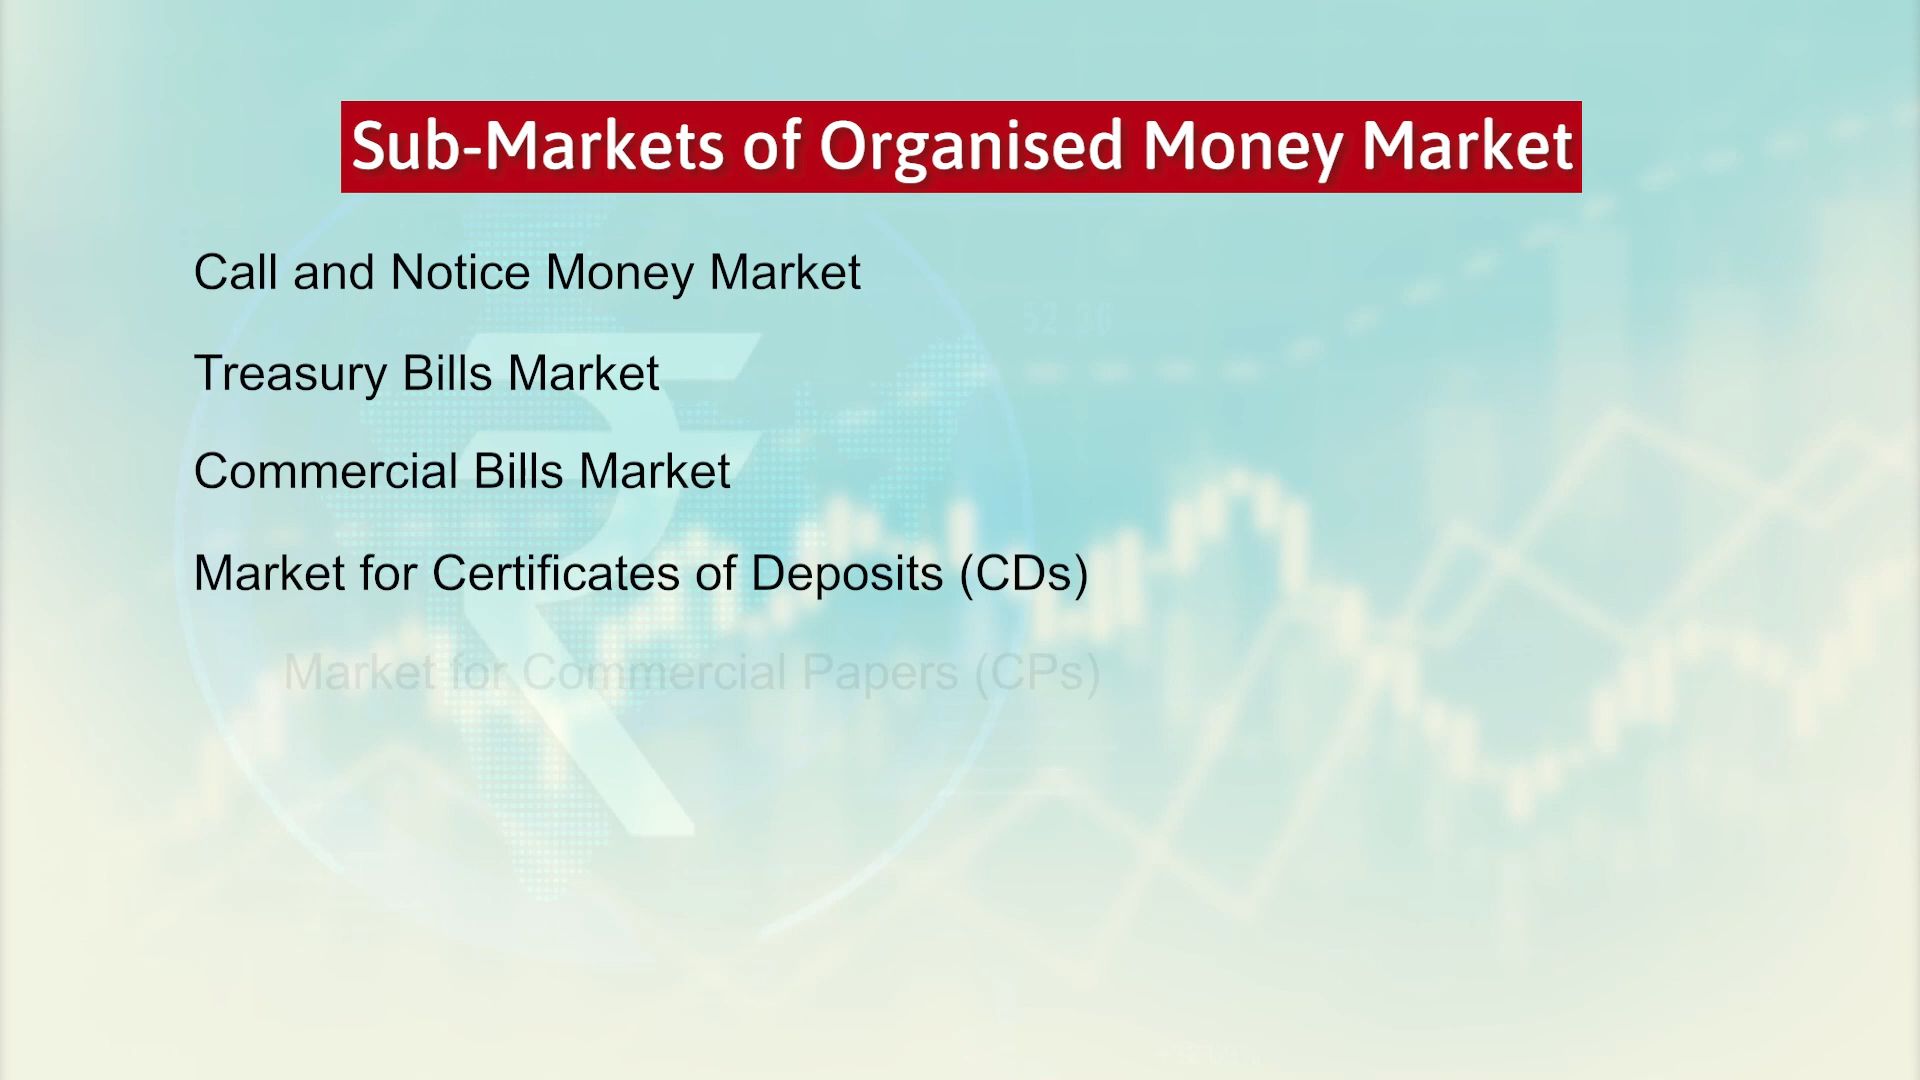 Sub-Markets of Organised Money Market
Call and Notice Money Market
Treasury Bills Market
Commercial Bills Market
Market for Certificates of Deposits (CDs)
Market for Commercial Papers (CPs)